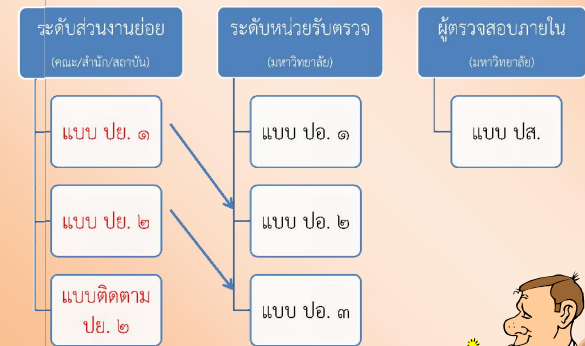 ระดับส่วนงานย่อย
(คณะ/สำนัก/สถาบัน)
แบบ ปย. ๑
แบบ ปย. ๒
แบบติดตาม
ปย. ๒
ระดับหน่วยรับตรวจ
(มหาวิทยาลัย)
แบบ ปอ. ๑
แบบ ปอ. ๒
แบบ ปอ. ๓
ผู้ตรวจสอบภายใน
(มหาวิทยาลัย)
แบบ ปส.